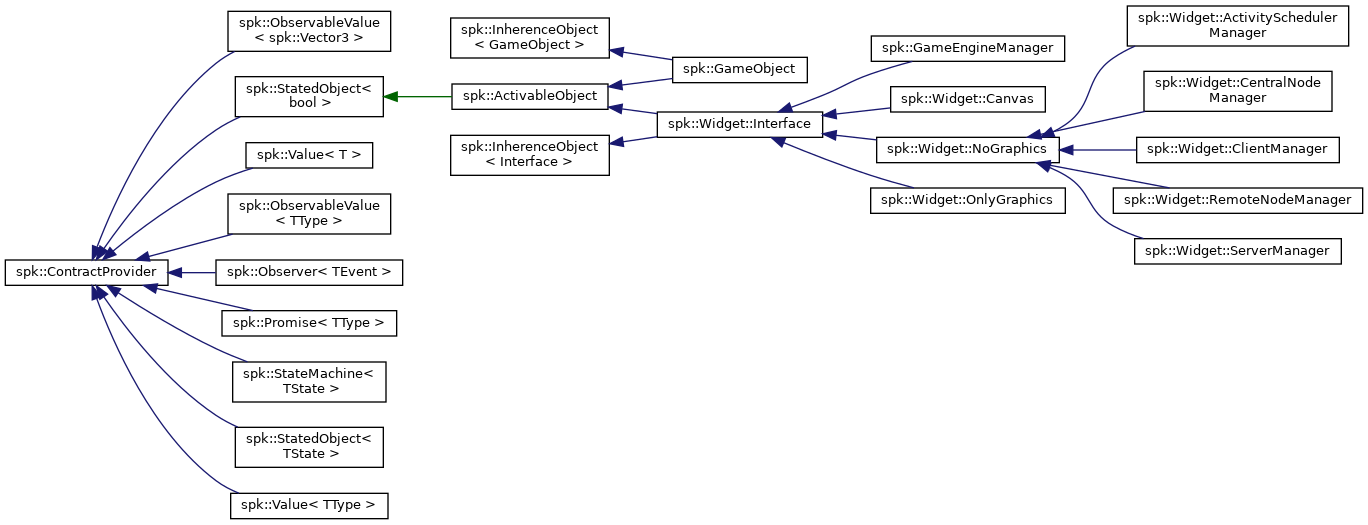 spk::ObservableValue
< spk::Vector3 >
spk::StatedObject<
bool >
spk::Value< T >
spk::ObservableValue
< TType >
spk::ContractProvider
spk::Observer< TEvent >
spk::Promise< TType >
spk::StateMachine<
TState >
spk::StatedObject<
TState >
spk::Value< TType >
spk::InherenceObject
< GameObject >
spk::ActivableObject
spk::InherenceObject
< Interface >
spk::GameObject
spk::Widget::Interface
spk::GameEngineManager
spk::Widget::Canvas
spk::Widget::NoGraphics
spk::Widget::OnlyGraphics
spk::Widget::ActivityScheduler
Manager
spk::Widget::CentralNode
Manager
spk::Widget::ClientManager
spk::Widget::RemoteNodeManager
spk::Widget::ServerManager